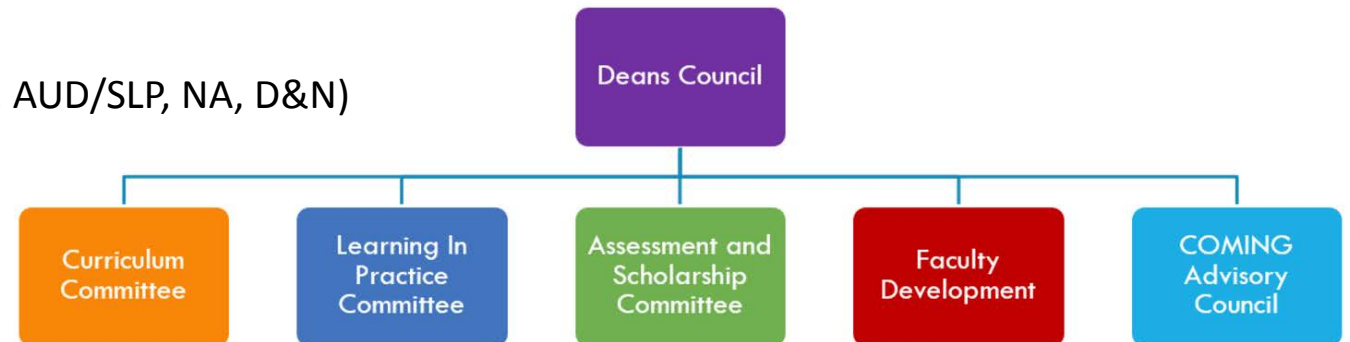 Deans Council
AUD/SLP, NA, D&N)
Curriculum
Committee
Learning In
Practice
Committee
Assessment and
Scholarship
Committee
Faculty
Development
COMING
Advisory
Council